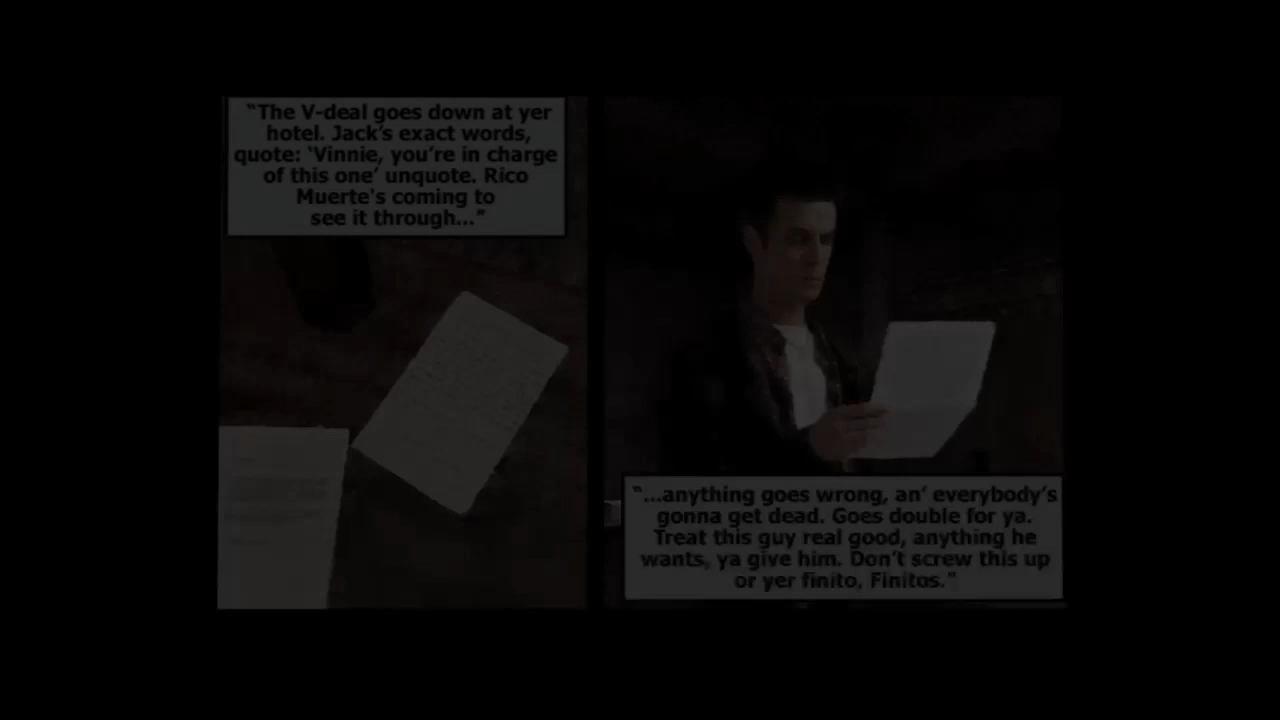 "The V-deal goes down at yer
hotel. Jack's exact words,
quote: 'Vinnie, you're in charge
of this one' unquote. Rico
Muerte's coming to
see it through..."
"...anything goes wrong, an' everybody's
gonna get dead. Goes double for ya.
Treat this guy real good, anything he
wants, ya give him. Don't screw this up
or yer finito, Finitos."